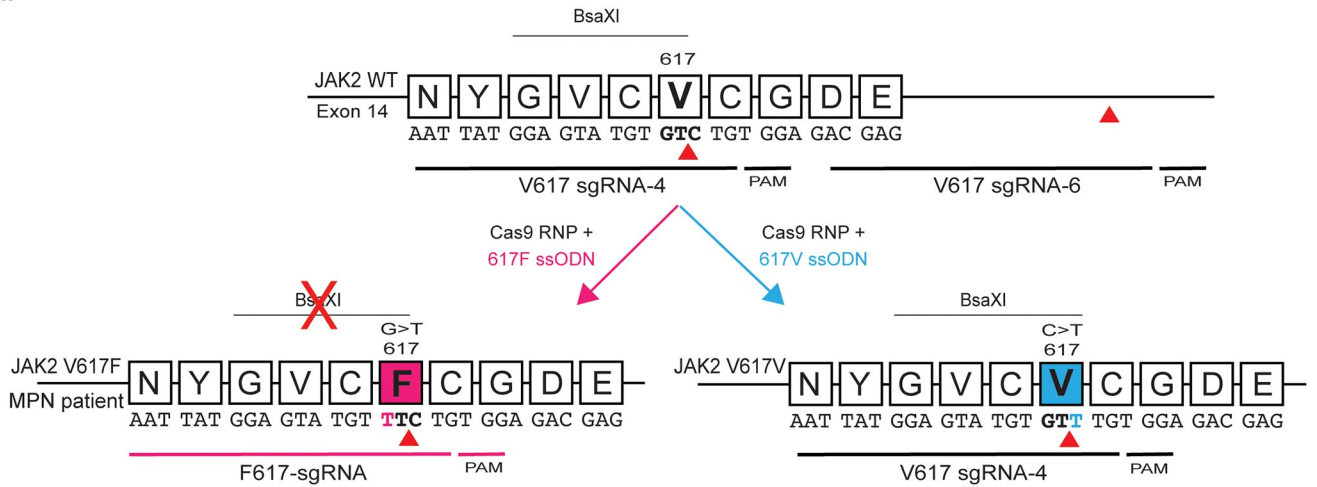 BsaXI
617
JAK2 WT
Exon 14
N Y G V C V C G D E
AAT TAT GGA GTA TGT GTC TGT GGA GAC GAG
V617 sgRNA-4
PAM
V617 sgRNA-6
PAM
Cas9 RNP +
617F ssODN
Cas9 RNP +
617V ssODN
BsaXI
G>T
617
JAK2 V617F
MPN patient
N Y G V C F C G D E
AAT TAT GGA GTA TGT TTC TGT GGA GAC GAG
F617-sgRNA
PAM
BsaXI
C>T
617
JAK2 V617V
N Y G V C V C G D E
AAT TAT GGA GTA TGT GTT TGT GGA GAC GAG
V617 sgRNA-4
PAM